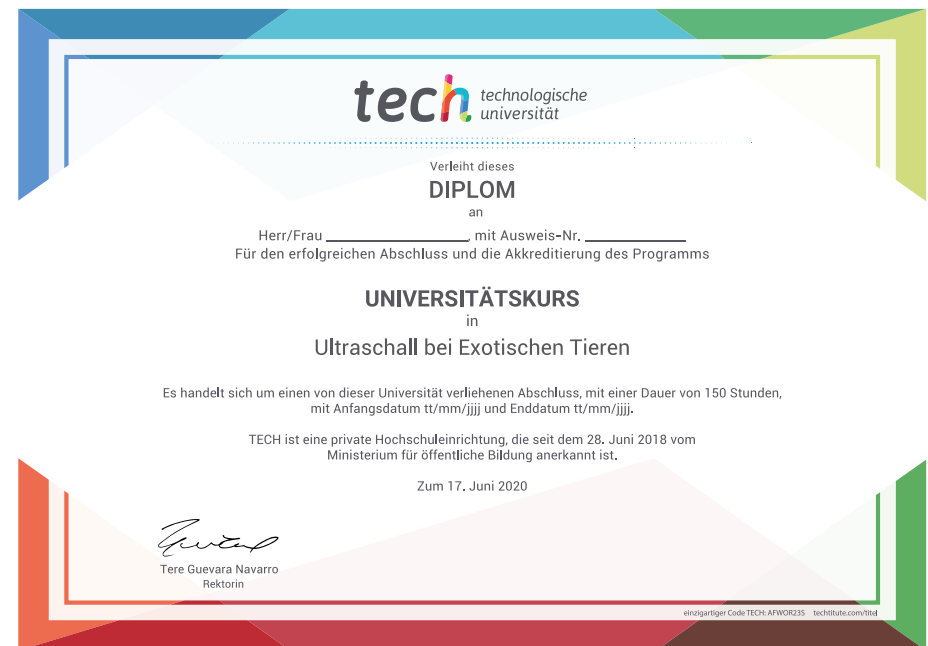 tech technologische
universität
Verleiht dieses
DIPLOM
an
Herr/Frau ____________________, mit Ausweis-Nr. ______________
Für den erfolgreichen Abschluss und die Akkreditierung des Programms
UNIVERSITÄTSKURS
in
Ultraschall bei Exotischen Tieren
Es handelt sich um einen von dieser Universität verliehenen Abschluss, mit einer Dauer von 150 Stunden,
mit Anfangsdatum tt/mm/jjjj und Enddatum tt/mm/jjjj.
TECH ist eine private Hochschuleinrichtung, die seit dem 28. Juni 2018 vom
Ministerium für öffentliche Bildung anerkannt ist.
Zum 17. Juni 2020
Tere Guevara Navarro
Rektorin
einzigartiger Code TECH: AFWOR23S techtitute.com/titel